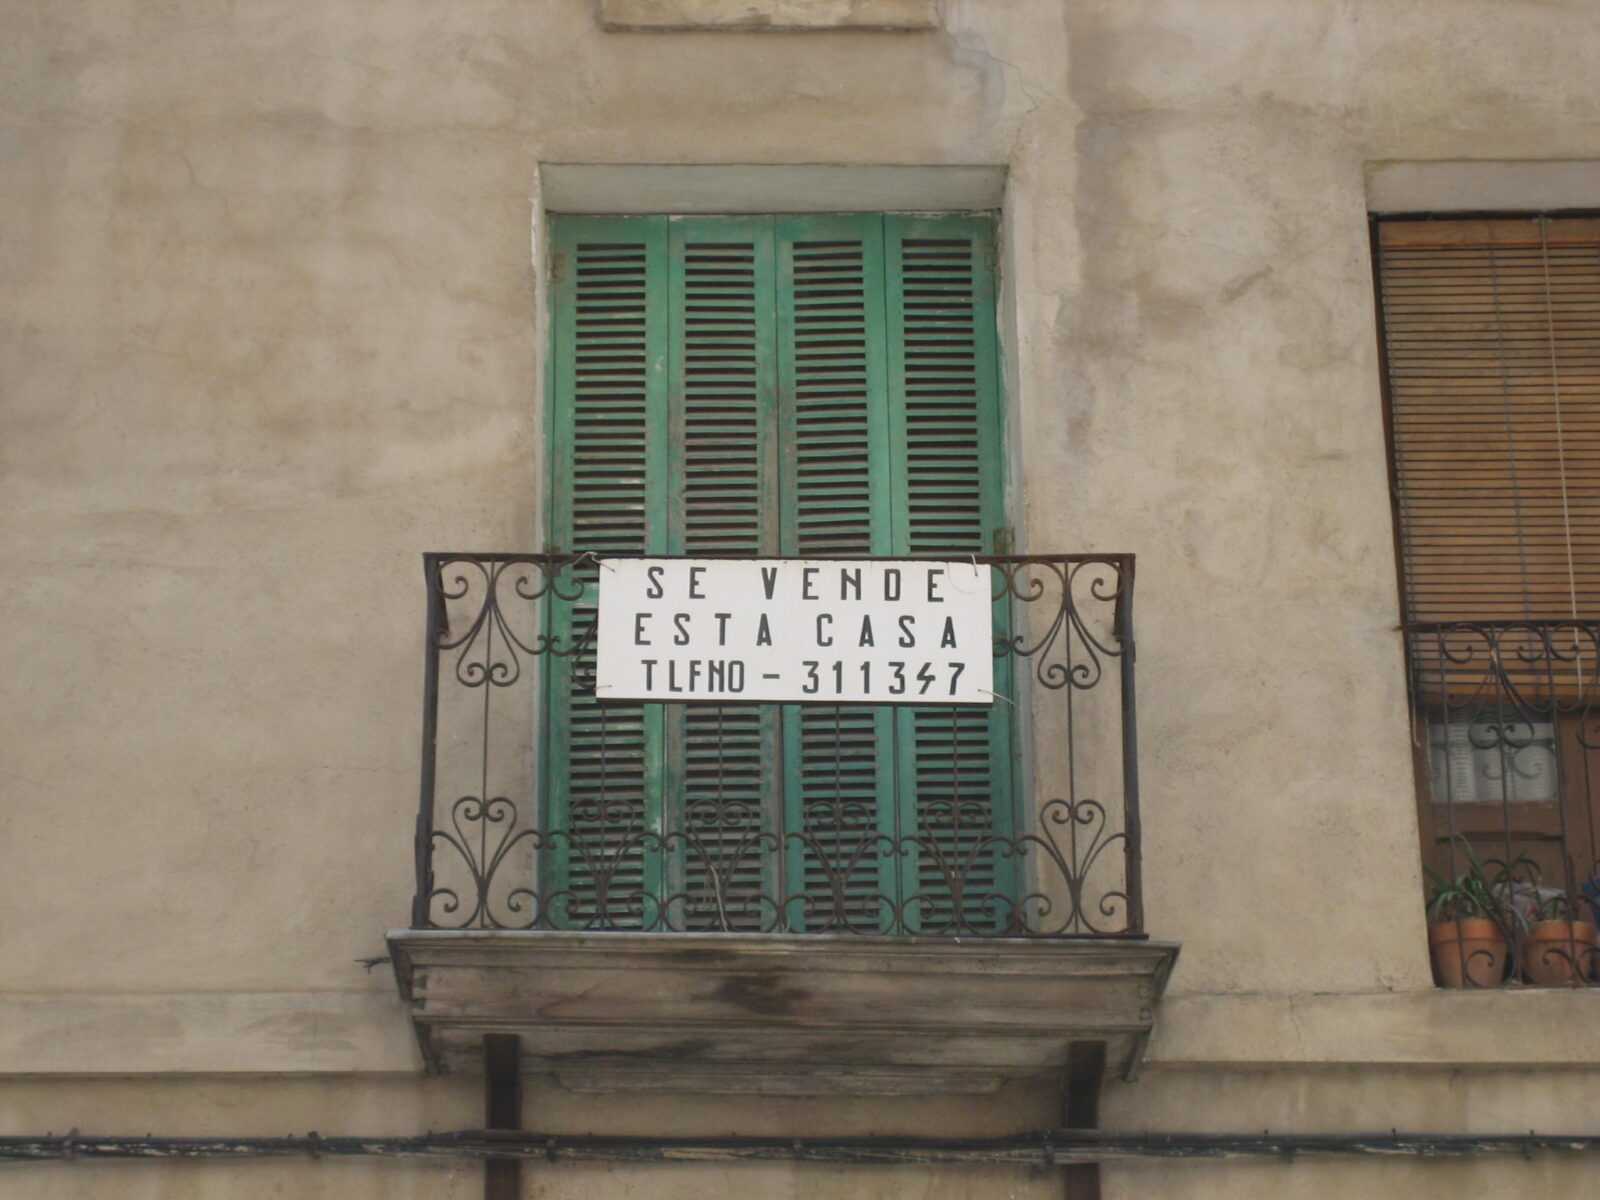 SE VENDE
ESTA CASA
TLFNO - 311347